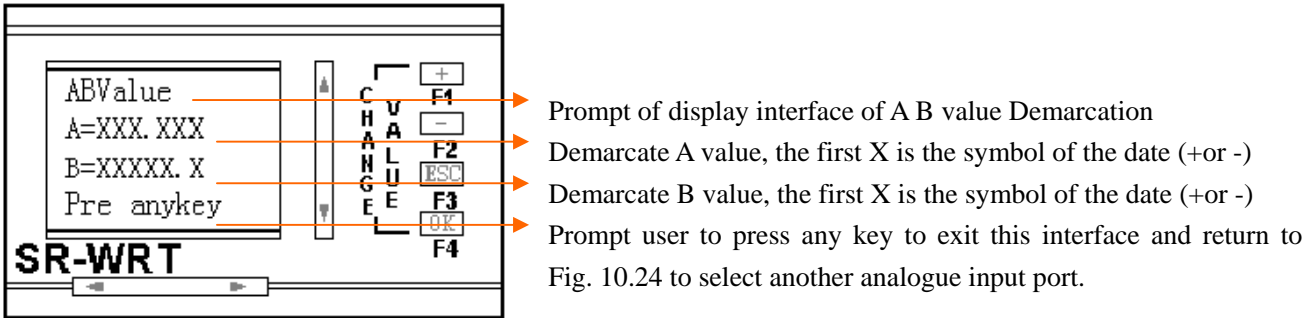 ABValue
A=XXX.XXX
B=XXXXX.X
Pre anykey
SR-WRT
CHANGE
VALUE
+
F1
-
F2
ESC
F3
OK
F4
Prompt of display interface of A B value Demarcation
Demarcate A value, the first X is the symbol of the date (+or -)
Demarcate B value, the first X is the symbol of the date (+or -)
Prompt user to press any key to exit this interface and return to
Fig. 10.24 to select another analogue input port.